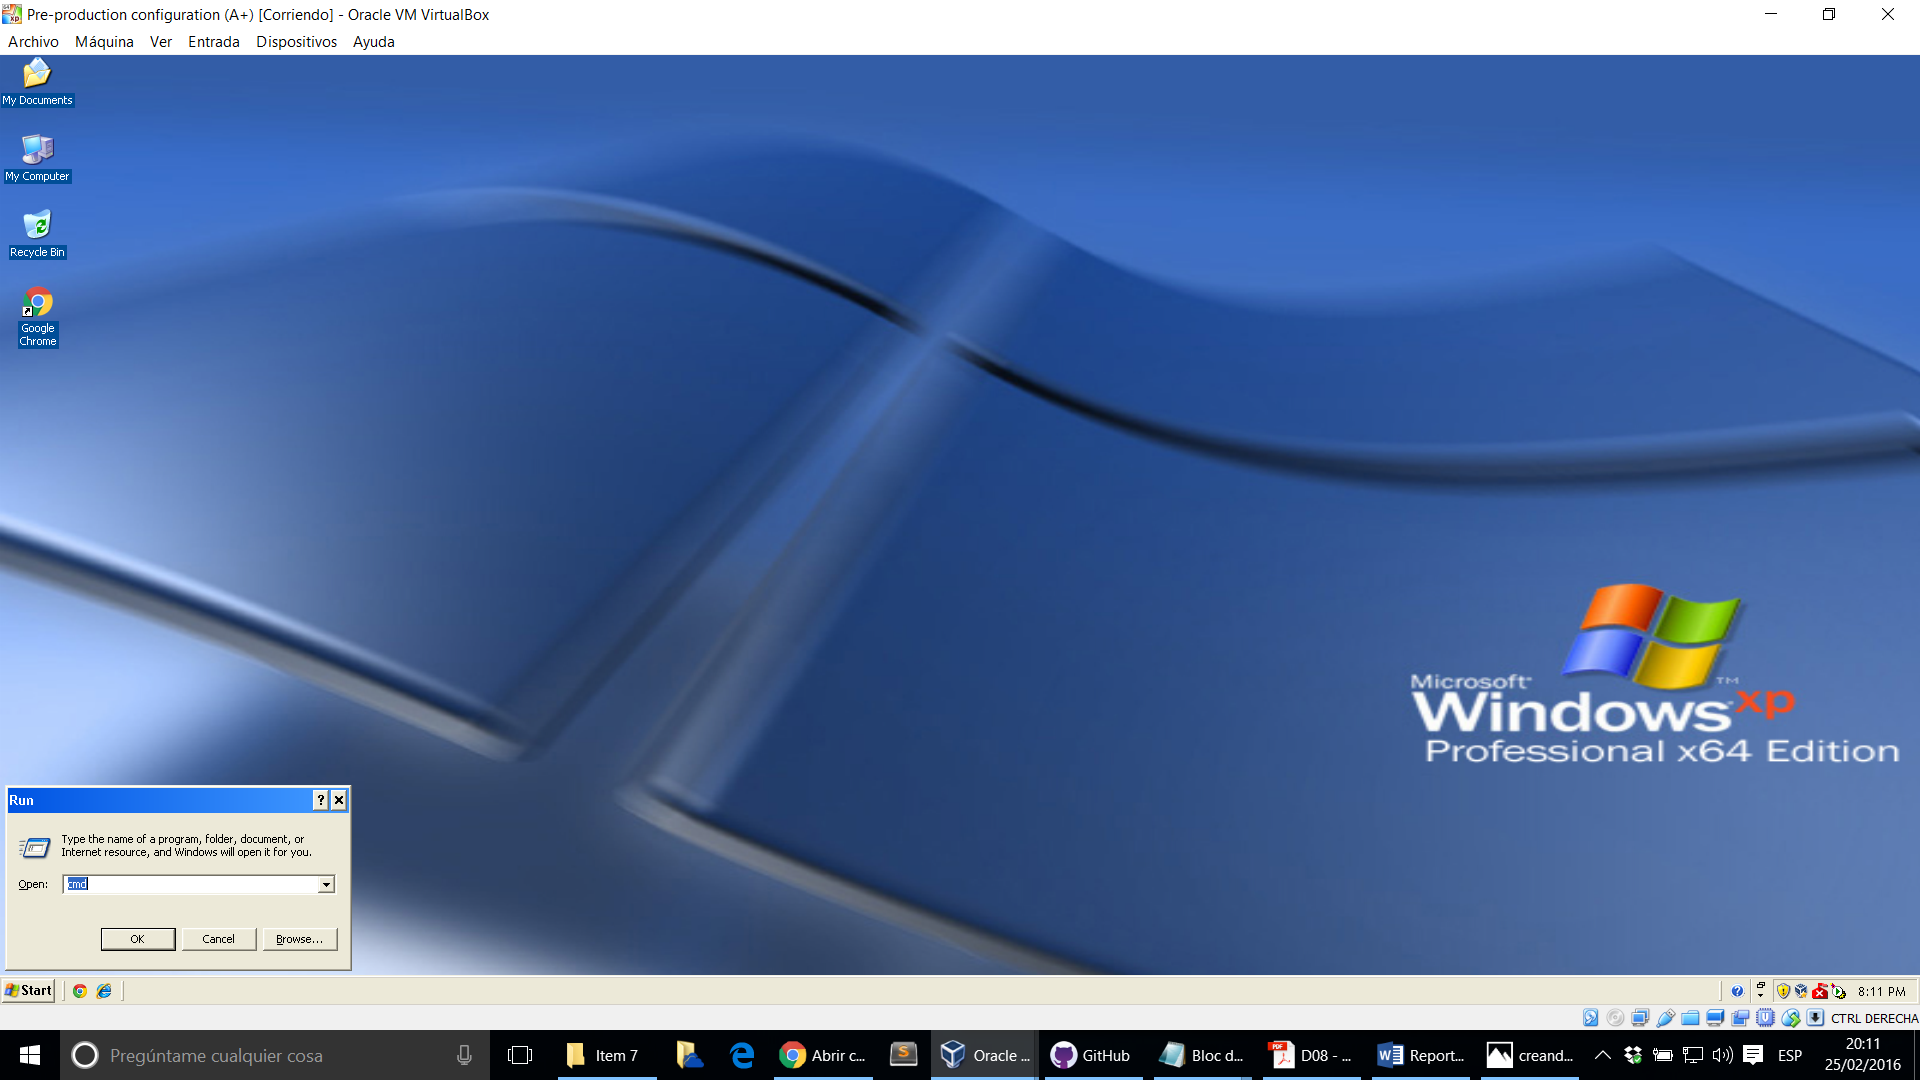 Pre-production configuration (A+) [Corriendo] - Oracle VM VirtualBox
Archivo Máquina Ver Entrada Dispositivos Ayuda
My Documents
My Computer
Recycle Bin
Google
Chrome
Microsoft
Windows xp
TM
Professional x64 Edition
Run
Type the name of a program, folder, document, or
Internet resource, and Windows will open it for you.
Open: cmd
OK Cancel Browse...
Start
8:11 PM
CTRL DERECHA
Pregúntame cualquier cosa
Item 7
Abrir c...
Oracle ...
GitHub
Bloc d...
D08 - ...
Report...
creand...
ESP
20:11
25/02/2016